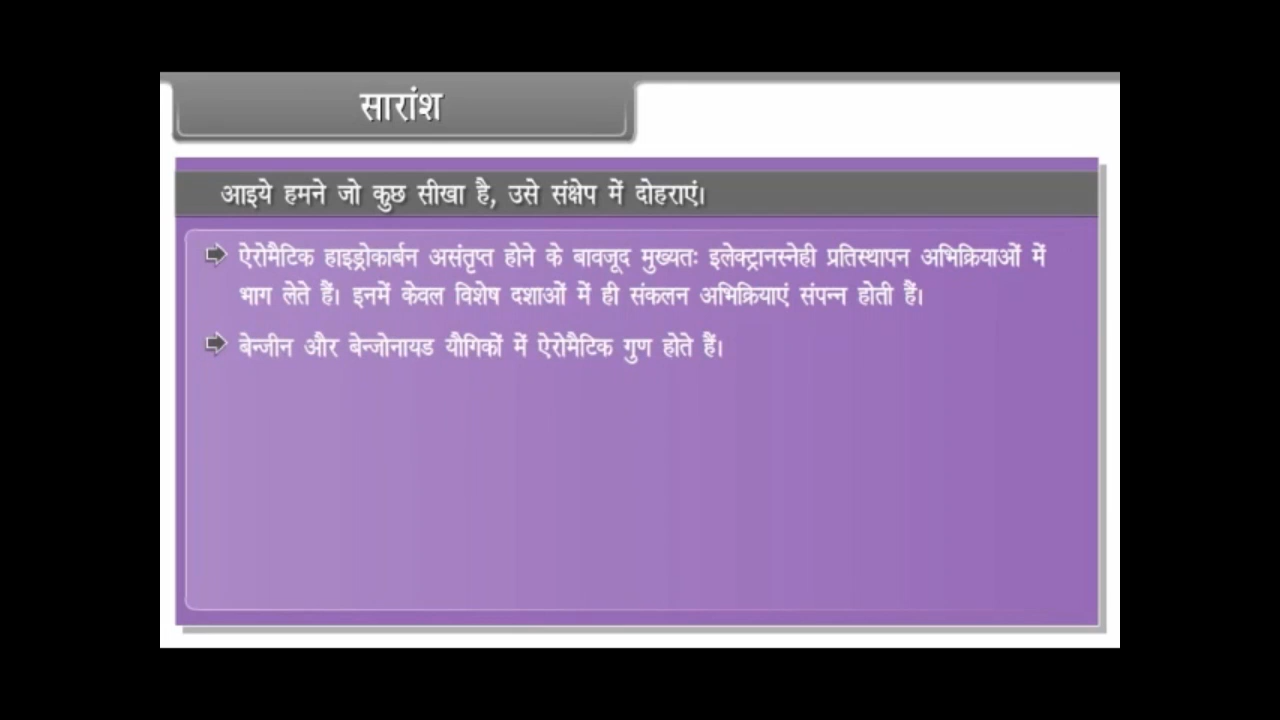 सारांश
आइये हमने जो कुछ सीखा है, उसे संक्षेप में दोहराएं।
ऐरोमैटिक हाइड्रोकार्बन असंतृप्त होने के बावजूद मुख्यतः इलेक्ट्रानस्नेही प्रतिस्थापन अभिक्रियाओं में
भाग लेते हैं। इनमें केवल विशेष दशाओं में ही संकलन अभिक्रियाएं संपन्न होती हैं।
बेन्जीन और बेन्जोनायड यौगिकों में ऐरोमैटिक गुण होते हैं।